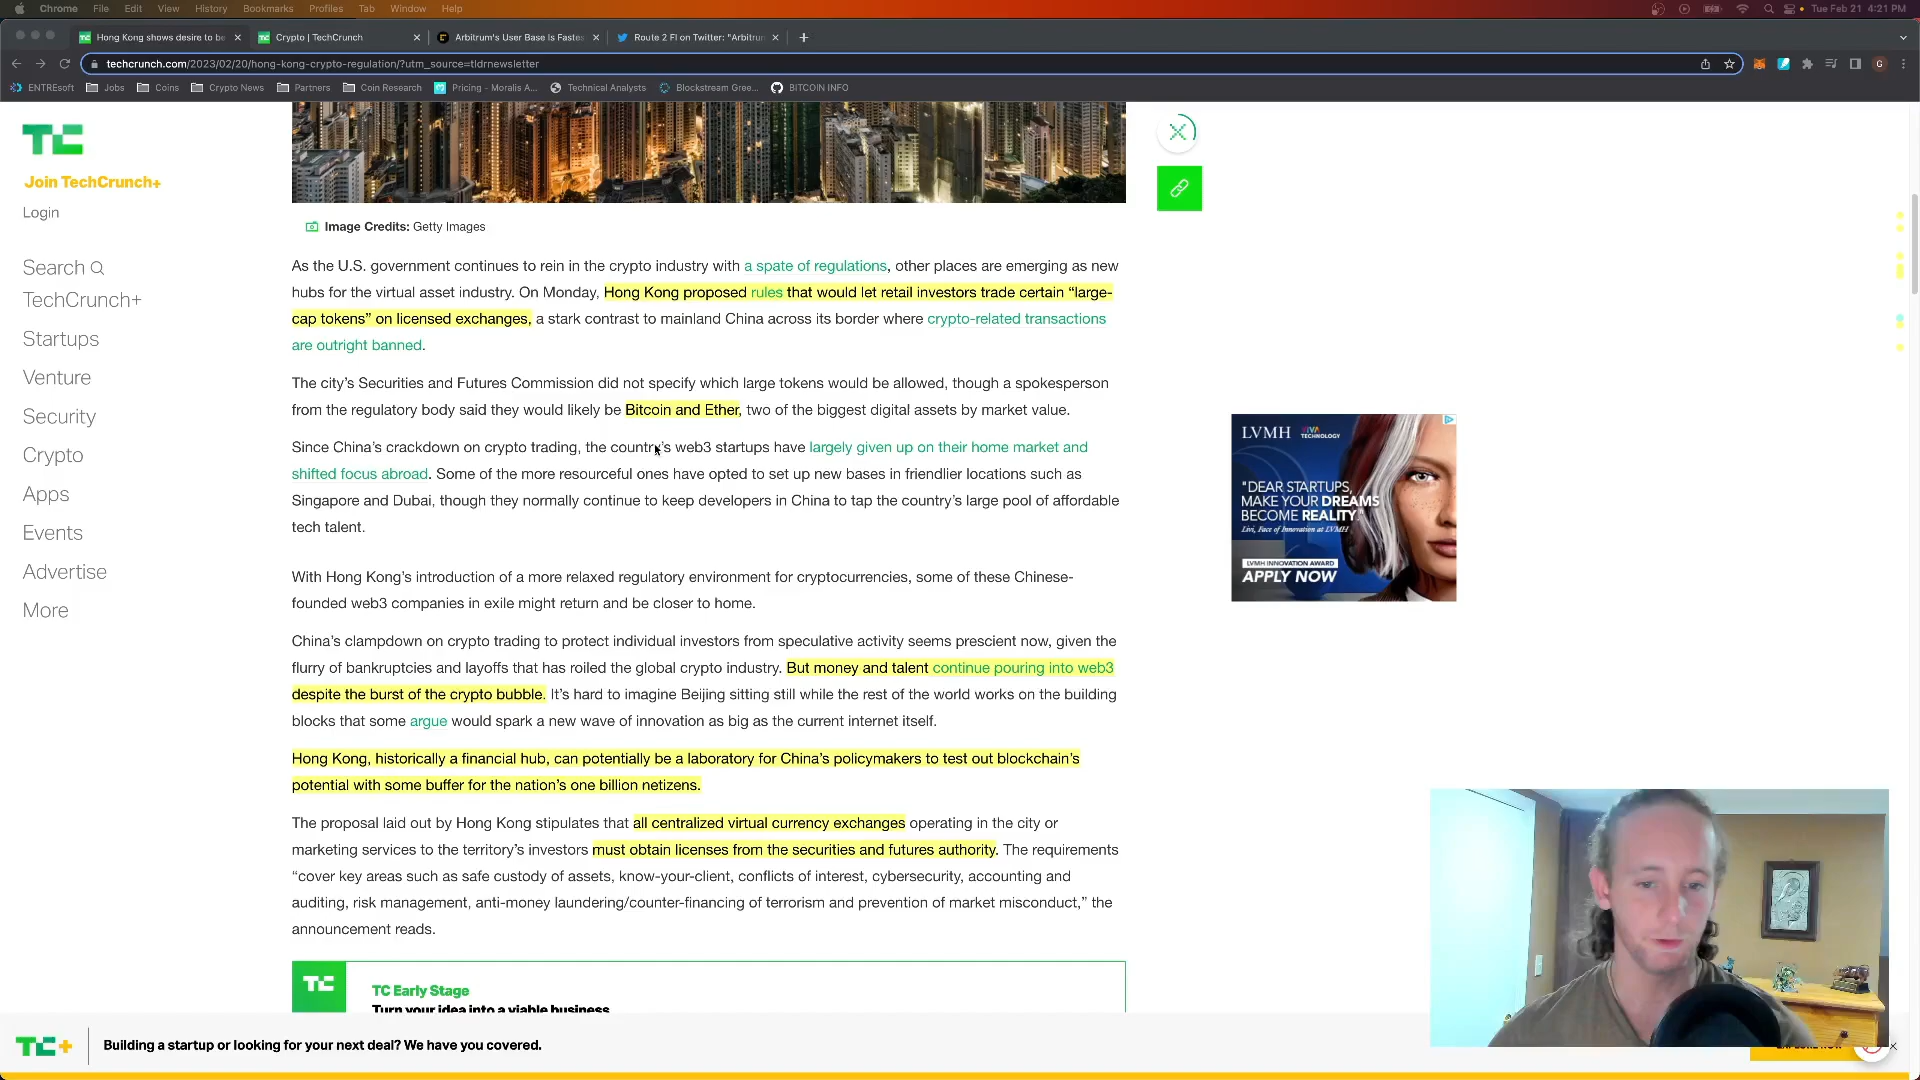 Chrome File Edit View History Bookmarks Profiles Tab Window Help Tue Feb 21 4:21 PM
Hong Kong shows desire to be Crypto | TechCrunch Arbitrum's User Base Is Fastes Route 2 FI on Twitter: "Arbitru
techcrunch.com/2023/02/20/hong-kong-crypto-regulation/?utm_source=tldrnewsletter
ENTREsoft Jobs Coins Crypto News Partners Coin Research Pricing - Moralis A... Technical Analysts Blockstream Gree... BITCOIN INFO
TC
Join TechCrunch+
Login
Search
TechCrunch+
Startups
Venture
Security
Crypto
Apps
Events
Advertise
More
Image Credits: Getty Images
As the U.S. government continues to rein in the crypto industry with a spate of regulations, other places are emerging as new
hubs for the virtual asset industry. On Monday, Hong Kong proposed rules that would let retail investors trade certain “large-
cap tokens” on licensed exchanges, a stark contrast to mainland China across its border where crypto-related transactions
are outright banned.
The city’s Securities and Futures Commission did not specify which large tokens would be allowed, though a spokesperson
from the regulatory body said they would likely be Bitcoin and Ether, two of the biggest digital assets by market value.
Since China’s crackdown on crypto trading, the country’s web3 startups have largely given up on their home market and
shifted focus abroad. Some of the more resourceful ones have opted to set up new bases in friendlier locations such as
Singapore and Dubai, though they normally continue to keep developers in China to tap the country’s large pool of affordable
tech talent.
With Hong Kong’s introduction of a more relaxed regulatory environment for cryptocurrencies, some of these Chinese-
founded web3 companies in exile might return and be closer to home.
China’s clampdown on crypto trading to protect individual investors from speculative activity seems prescient now, given the
flurry of bankruptcies and layoffs that has roiled the global crypto industry. But money and talent continue pouring into web3
despite the burst of the crypto bubble. It’s hard to imagine Beijing sitting still while the rest of the world works on the building
blocks that some argue would spark a new wave of innovation as big as the current internet itself.
Hong Kong, historically a financial hub, can potentially be a laboratory for China’s policymakers to test out blockchain’s
potential with some buffer for the nation’s one billion netizens.
The proposal laid out by Hong Kong stipulates that all centralized virtual currency exchanges operating in the city or
marketing services to the territory’s investors must obtain licenses from the securities and futures authority. The requirements
“cover key areas such as safe custody of assets, know-your-client, conflicts of interest, cybersecurity, accounting and
auditing, risk management, anti-money laundering/counter-financing of terrorism and prevention of market misconduct,” the
announcement reads.
TC
TC Early Stage
Turn your idea into a viable business
LVMH VIVA TECHNOLOGY
"DEAR STARTUPS,
MAKE YOUR DREAMS
BECOME REALITY."
Livi, Face of Innovation at LVMH
LVMH INNOVATION AWARD
APPLY NOW
TC+ Building a startup or looking for your next deal? We have you covered.